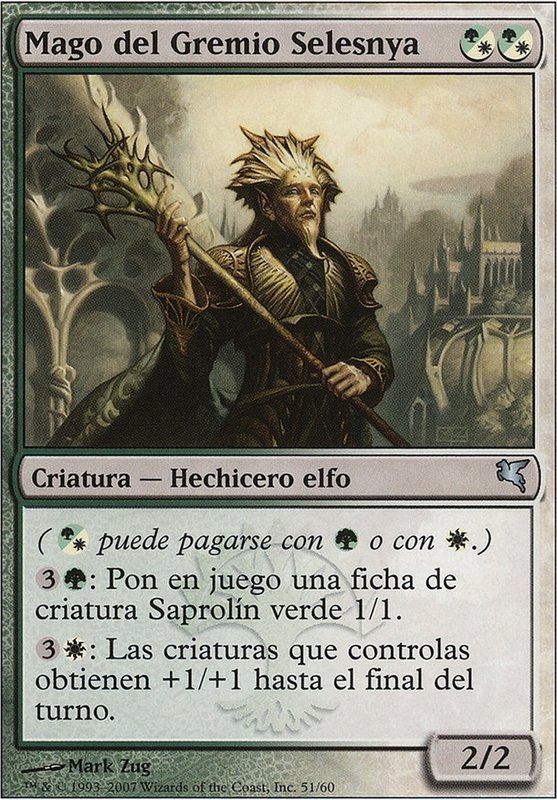 Mago del Gremio Selesnya
Criatura — Hechicero elfo
( puede pagarse con o con .)
3 : Pon en juego una ficha de
criatura Saprolín verde 1/1.
3 : Las criaturas que controlas
obtienen +1/+1 hasta el final del
turno.
2/2
Mark Zug
™ & © 1993–2007 Wizards of the Coast, Inc. 51/60